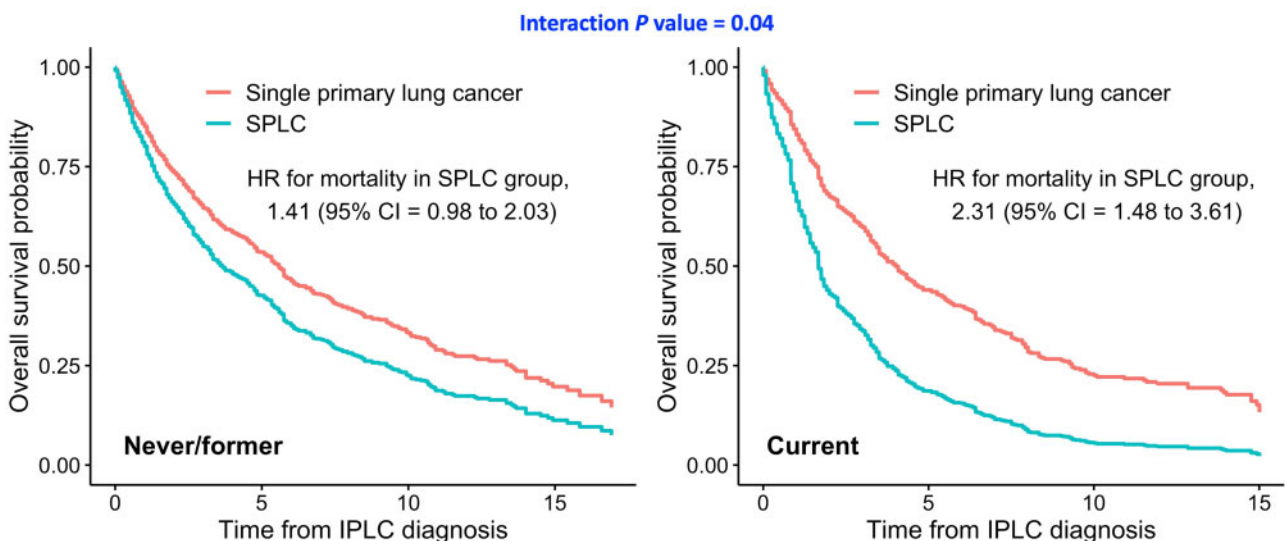 Interaction P value = 0.04
Overall survival probability
1.00
0.75
0.50
0.25
0.00
Single primary lung cancer
SPLC
HR for mortality in SPLC group,
1.41 (95% CI = 0.98 to 2.03)
Never/former
0
5
10
15
Time from IPLC diagnosis
Overall survival probability
1.00
0.75
0.50
0.25
0.00
Single primary lung cancer
SPLC
HR for mortality in SPLC group,
2.31 (95% CI = 1.48 to 3.61)
Current
0
5
10
15
Time from IPLC diagnosis